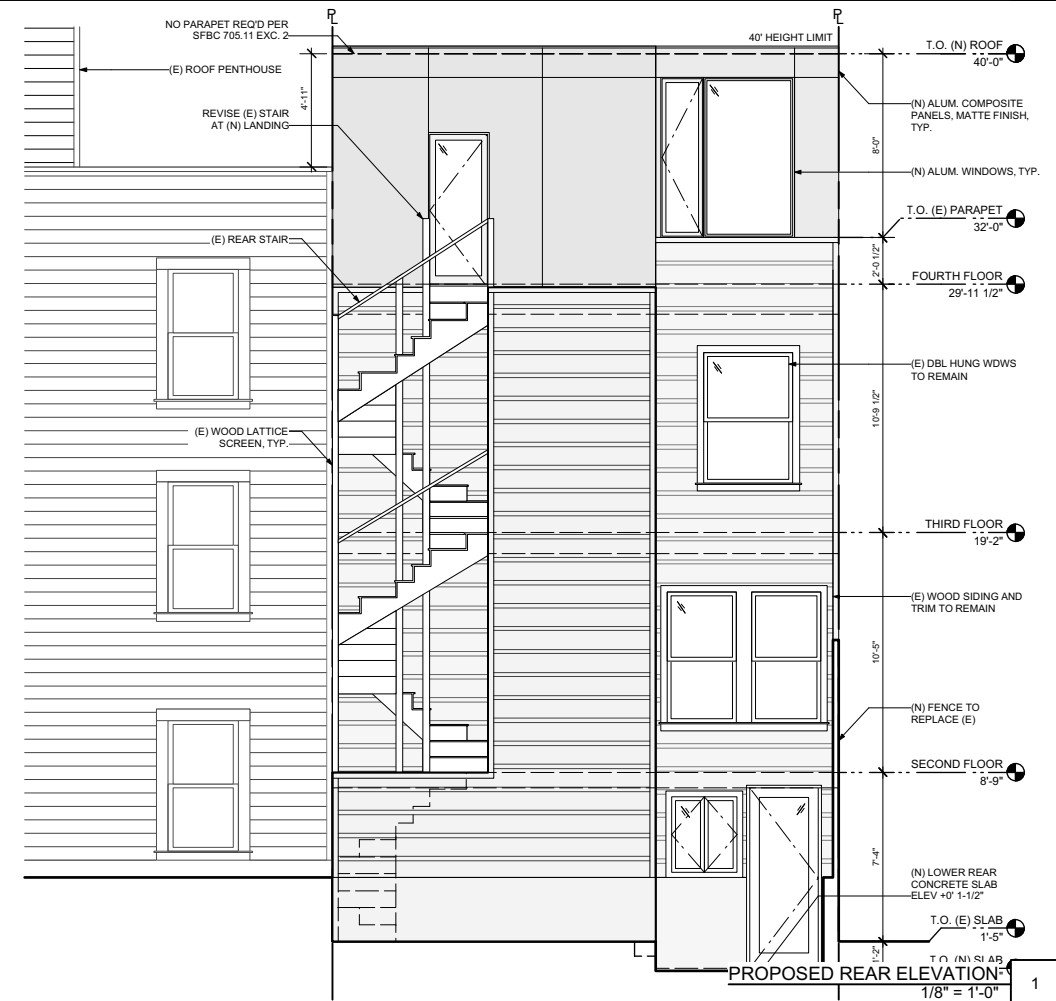 PL
PL
NO PARAPET REQ'D PER
SFBC 705.11 EXC. 2
40' HEIGHT LIMIT
T.O. (N) ROOF
40'-0"
(E) ROOF PENTHOUSE
4'-11"
REVISE (E) STAIR
AT (N) LANDING
(N) ALUM. COMPOSITE
PANELS, MATTE FINISH,
TYP.
8'-0"
(N) ALUM. WINDOWS, TYP.
T.O. (E) PARAPET
32'-0"
(E) REAR STAIR
2'-0 1/2"
FOURTH FLOOR
29'-11 1/2"
(E) DBL HUNG WDWS
TO REMAIN
10'-9 1/2"
(E) WOOD LATTICE
SCREEN, TYP.
THIRD FLOOR
19'-2"
(E) WOOD SIDING AND
TRIM TO REMAIN
10'-5"
(N) FENCE TO
REPLACE (E)
SECOND FLOOR
8'-9"
7'-4"
(N) LOWER REAR
CONCRETE SLAB
ELEV +0' 1-1/2"
T.O. (E) SLAB
1'-5"
1'-2"
T.O. (N) SLAB
PROPOSED REAR ELEVATION
1/8" = 1'-0"
1